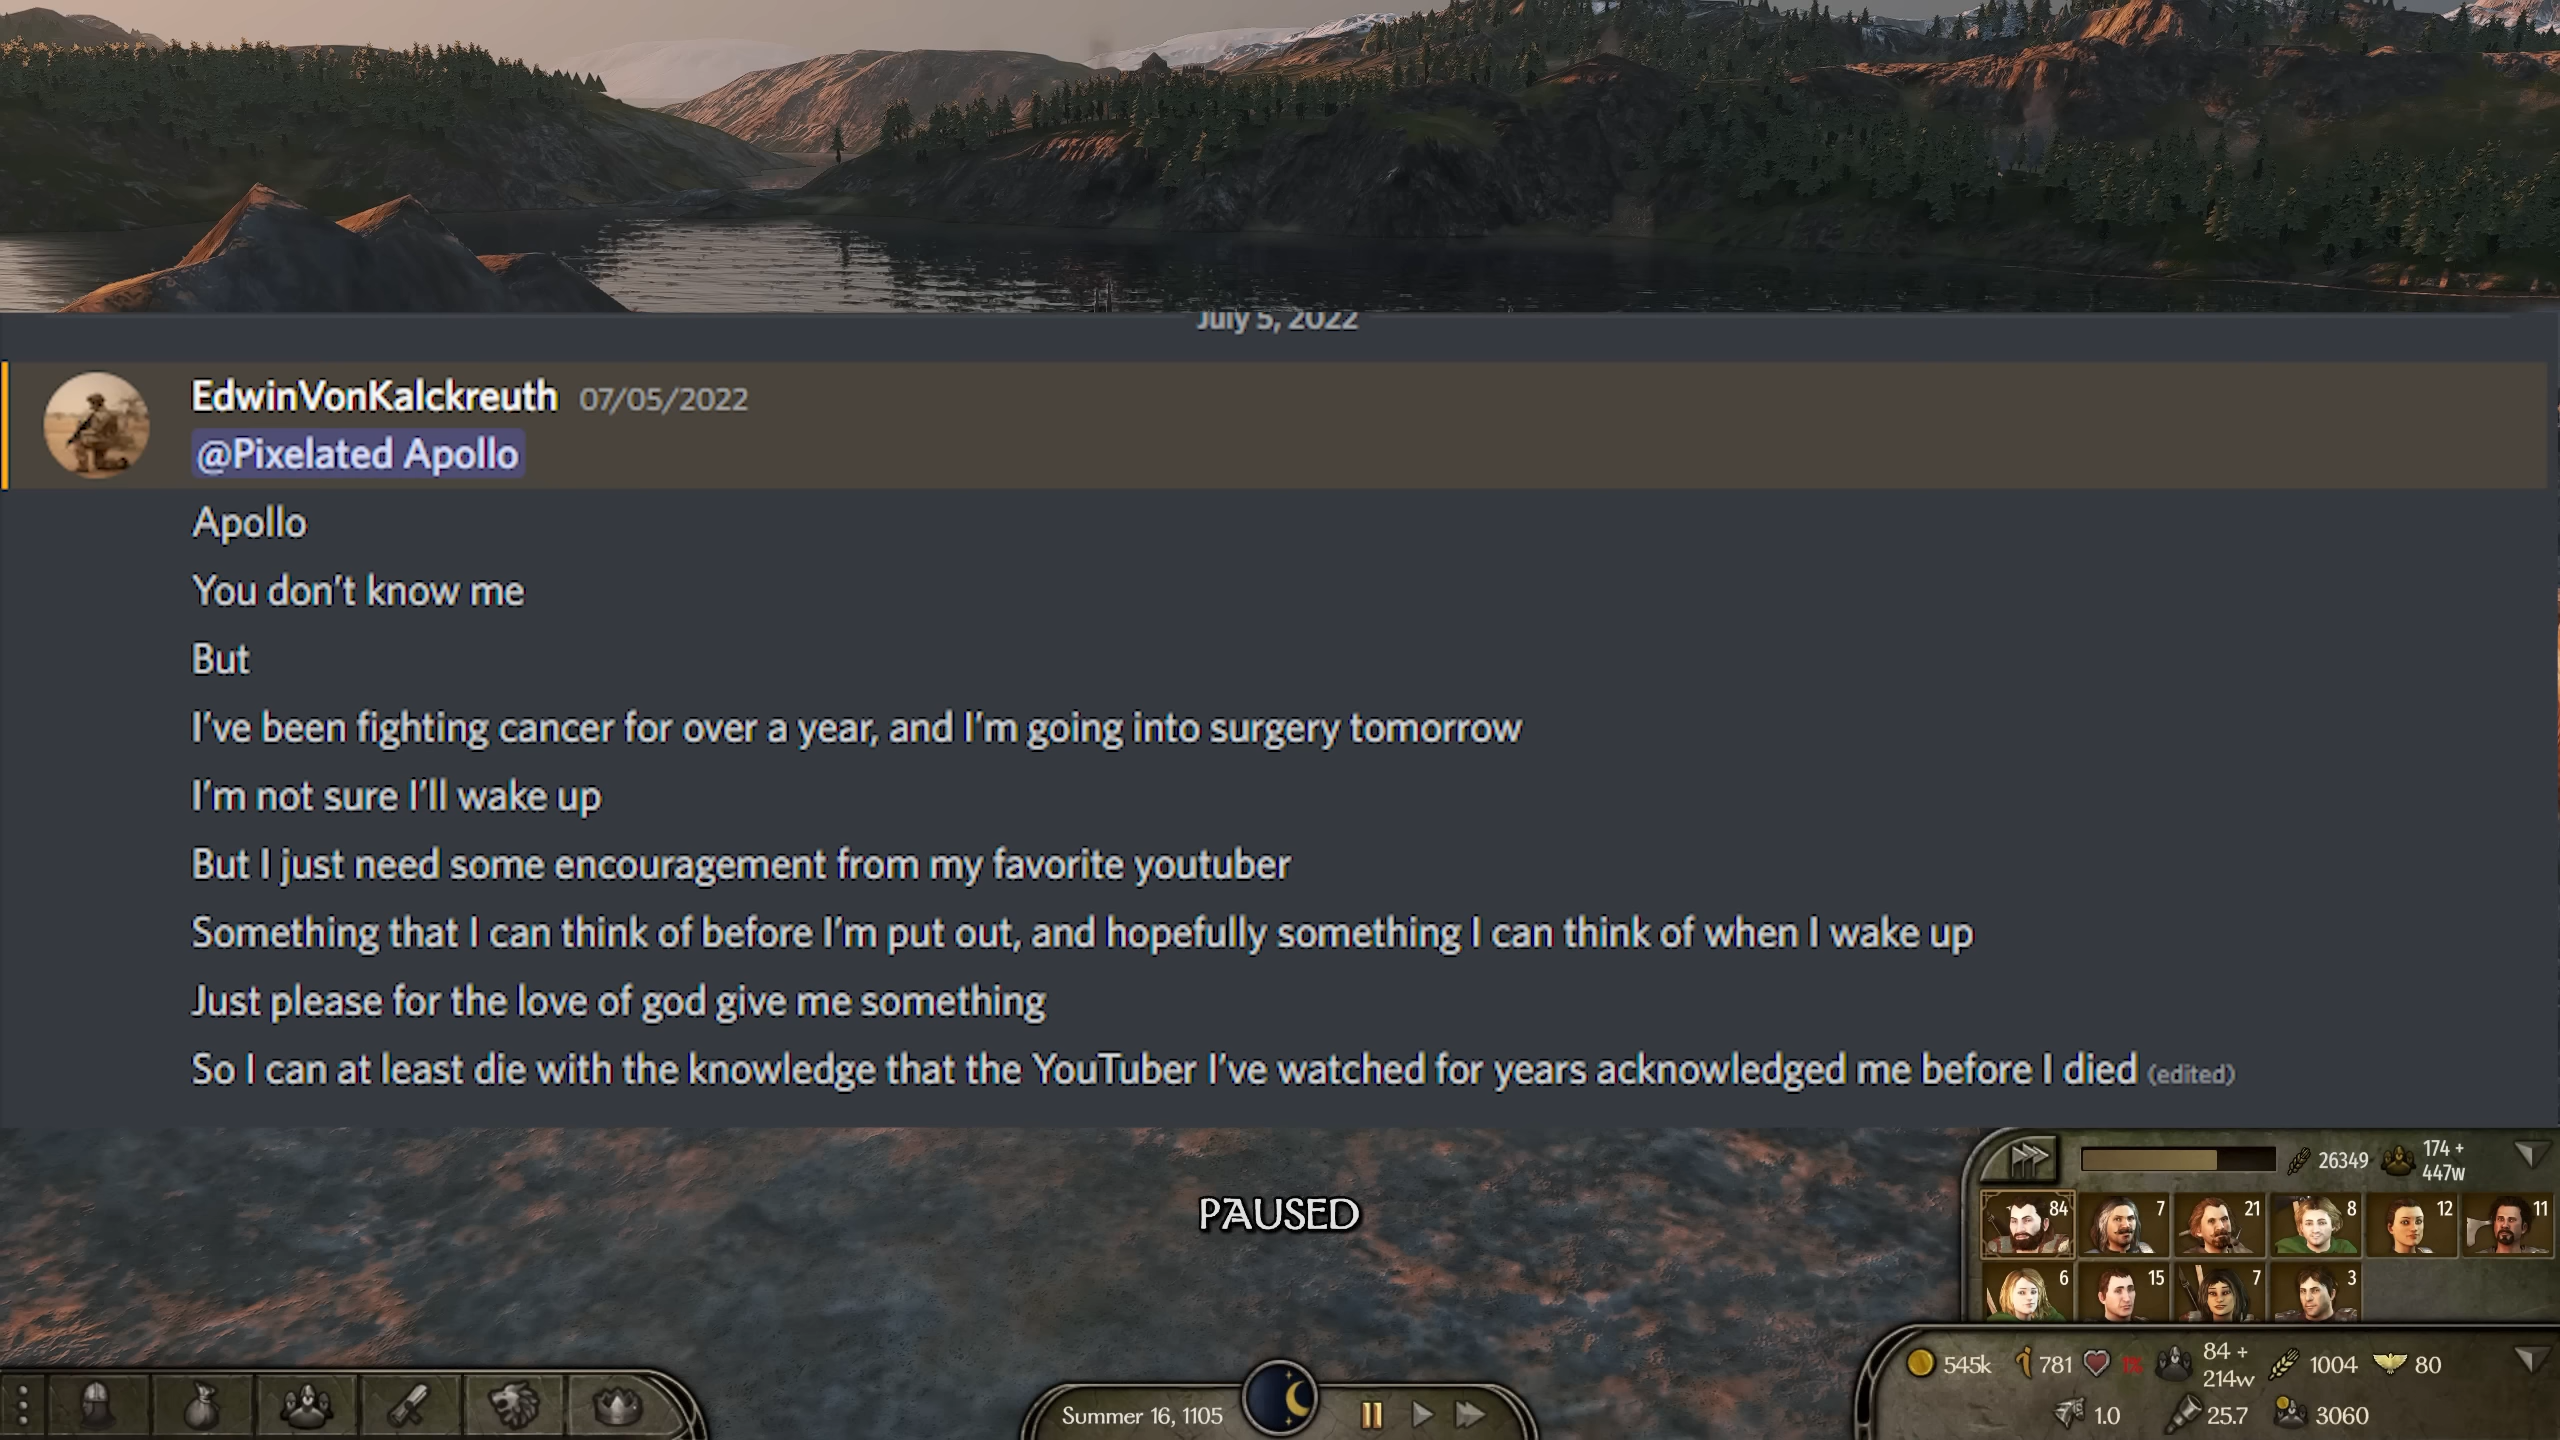 July 5, 2022
EdwinVonKalckreuth 07/05/2022
@Pixelated Apollo
Apollo
You don't know me
But
I've been fighting cancer for over a year, and I'm going into surgery tomorrow
I'm not sure I'll wake up
But I just need some encouragement from my favorite youtuber
Something that I can think of before I'm put out, and hopefully something I can think of when I wake up
Just please for the love of god give me something
So I can at least die with the knowledge that the YouTuber I've watched for years acknowledged me before I died (edited)
26349 174 +
447w
PAUSED
84 7 21 8 12 11
6 15 7 3
545k 781 1% 84 +
214w 1004 80
Summer 16, 1105
1.0 25.7 3060